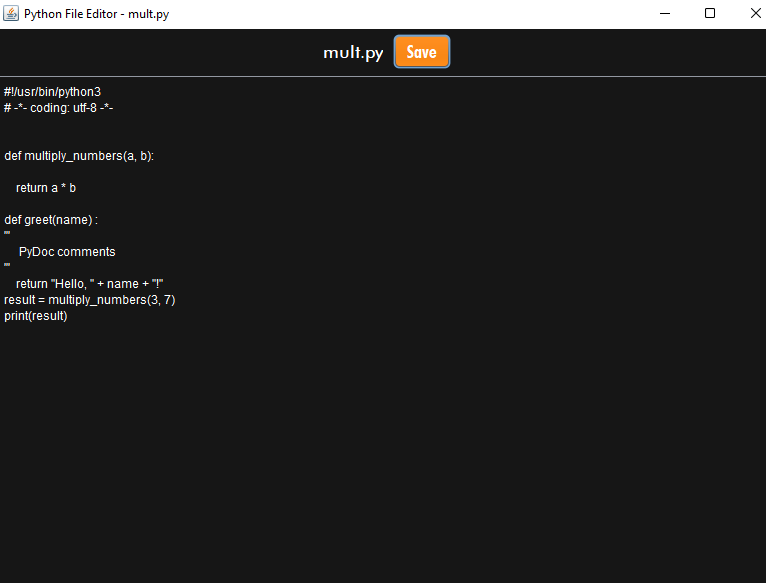 Python File Editor - mult.py
mult.py Save
#!/usr/bin/python3
# -*- coding: utf-8 -*-
def multiply_numbers(a, b):
return a * b
def greet(name) :
PyDoc comments
return "Hello, " + name + "!"
result = multiply_numbers(3, 7)
print(result)